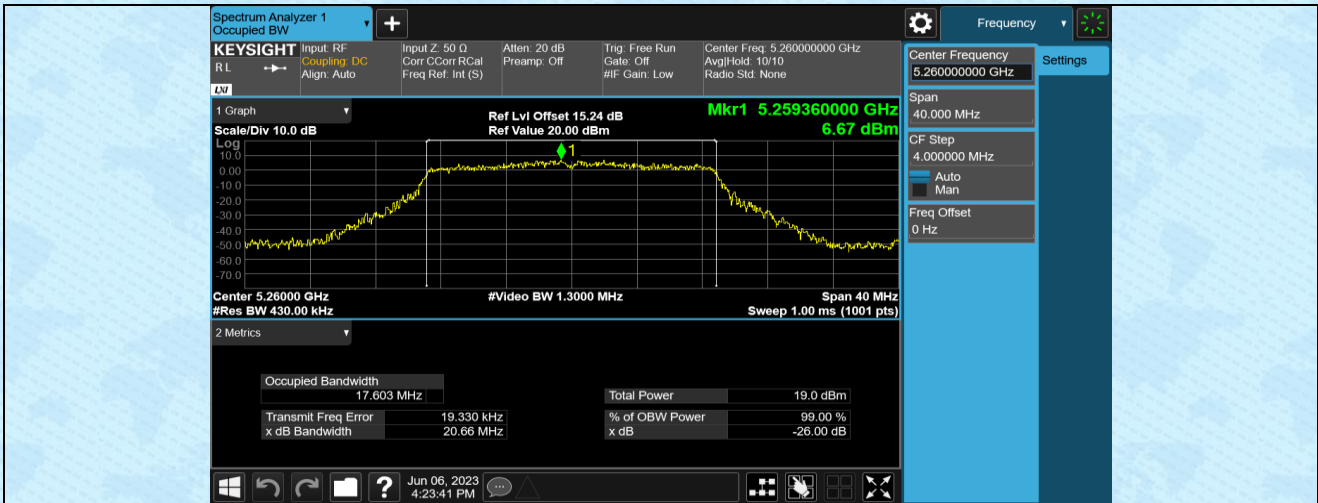 Spectrum Analyzer 1
Occupied BW
Frequency
KEYSIGHT
R L
LXI
Input: RF
Coupling: DC
Align: Auto
Input Z: 50 Ω
Corr CCorr RCal
Freq Ref: Int (S)
Atten: 20 dB
Preamp: Off
Trig: Free Run
Gate: Off
#IF Gain: Low
Center Freq: 5.260000000 GHz
Avg|Hold: 10/10
Radio Std: None
Center Frequency
5.260000000 GHz
Settings
Span
40.000 MHz
CF Step
4.000000 MHz
Auto
Man
Freq Offset
0 Hz
1 Graph
Scale/Div 10.0 dB
Ref Lvl Offset 15.24 dB
Ref Value 20.00 dBm
Mkr1 5.259360000 GHz
6.67 dBm
Log
1
10.0
0.00
-10.0
-20.0
-30.0
-40.0
-50.0
-60.0
-70.0
Center 5.26000 GHz
#Video BW 1.3000 MHz
Span 40 MHz
#Res BW 430.00 kHz
Sweep 1.00 ms (1001 pts)
2 Metrics
Occupied Bandwidth
17.603 MHz
Total Power 19.0 dBm
Transmit Freq Error 19.330 kHz
% of OBW Power 99.00 %
x dB Bandwidth 20.66 MHz
x dB -26.00 dB
?
Jun 06, 2023
4:23:41 PM